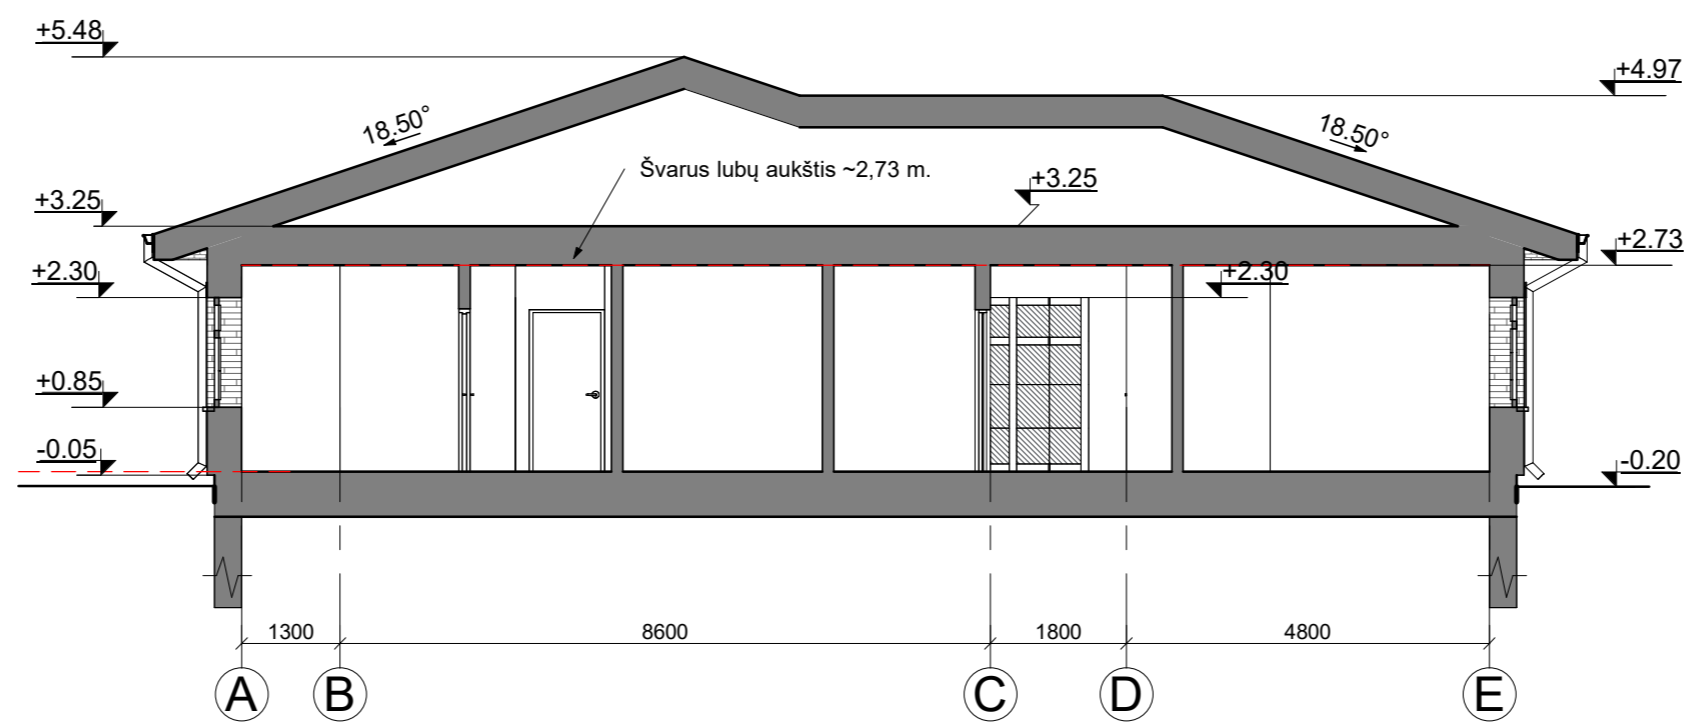 +5.48
+4.97
18.50°
18.50°
Švarus lubų aukštis ~2,73 m.
+3.25
+3.25
+2.73
+2.30
+2.30
+0.85
-0.05
-0.20
1300
8600
1800
4800
A
B
C
D
E